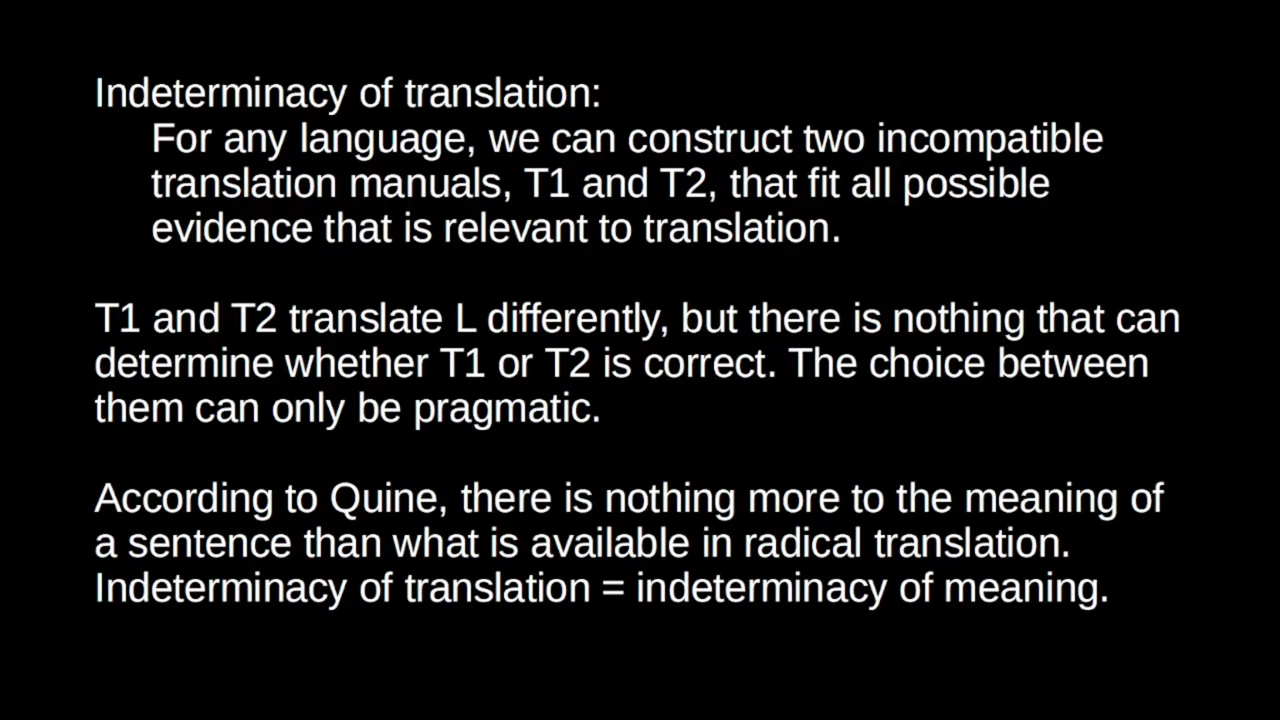 Indeterminacy of translation:
For any language, we can construct two incompatible
translation manuals, T1 and T2, that fit all possible
evidence that is relevant to translation.
T1 and T2 translate L differently, but there is nothing that can
determine whether T1 or T2 is correct. The choice between
them can only be pragmatic.
According to Quine, there is nothing more to the meaning of
a sentence than what is available in radical translation.
Indeterminacy of translation = indeterminacy of meaning.